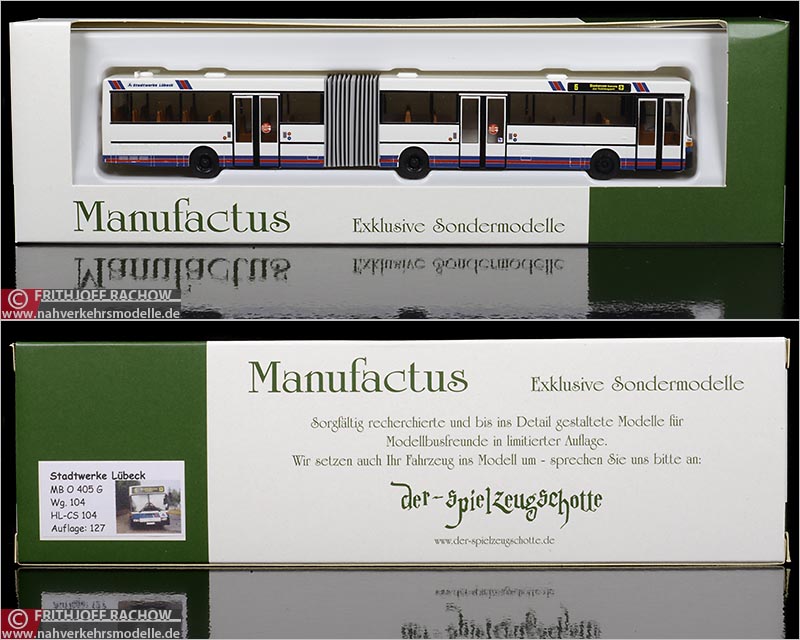 Stadtwerke Lübeck
6
Manufactus
Exklusive Sondermodelle
© FRITHJOFF RACHOW
www.nahverkehrsmodelle.de
Manufactus
Exklusive Sondermodelle
Sorgfältig recherchierte und bis ins Detail gestaltete Modelle für
Modellbusfreunde in limitierter Auflage.
Wir setzen auch Ihr Fahrzeug ins Modell um - sprechen Sie uns bitte an:
der-spielzeugschotte
www.der-spielzeugschotte.de
Stadtwerke Lübeck
MB O 405 G
Wg. 104
HL-CS 104
Auflage: 127
© FRITHJOFF RACHOW
www.nahverkehrsmodelle.de